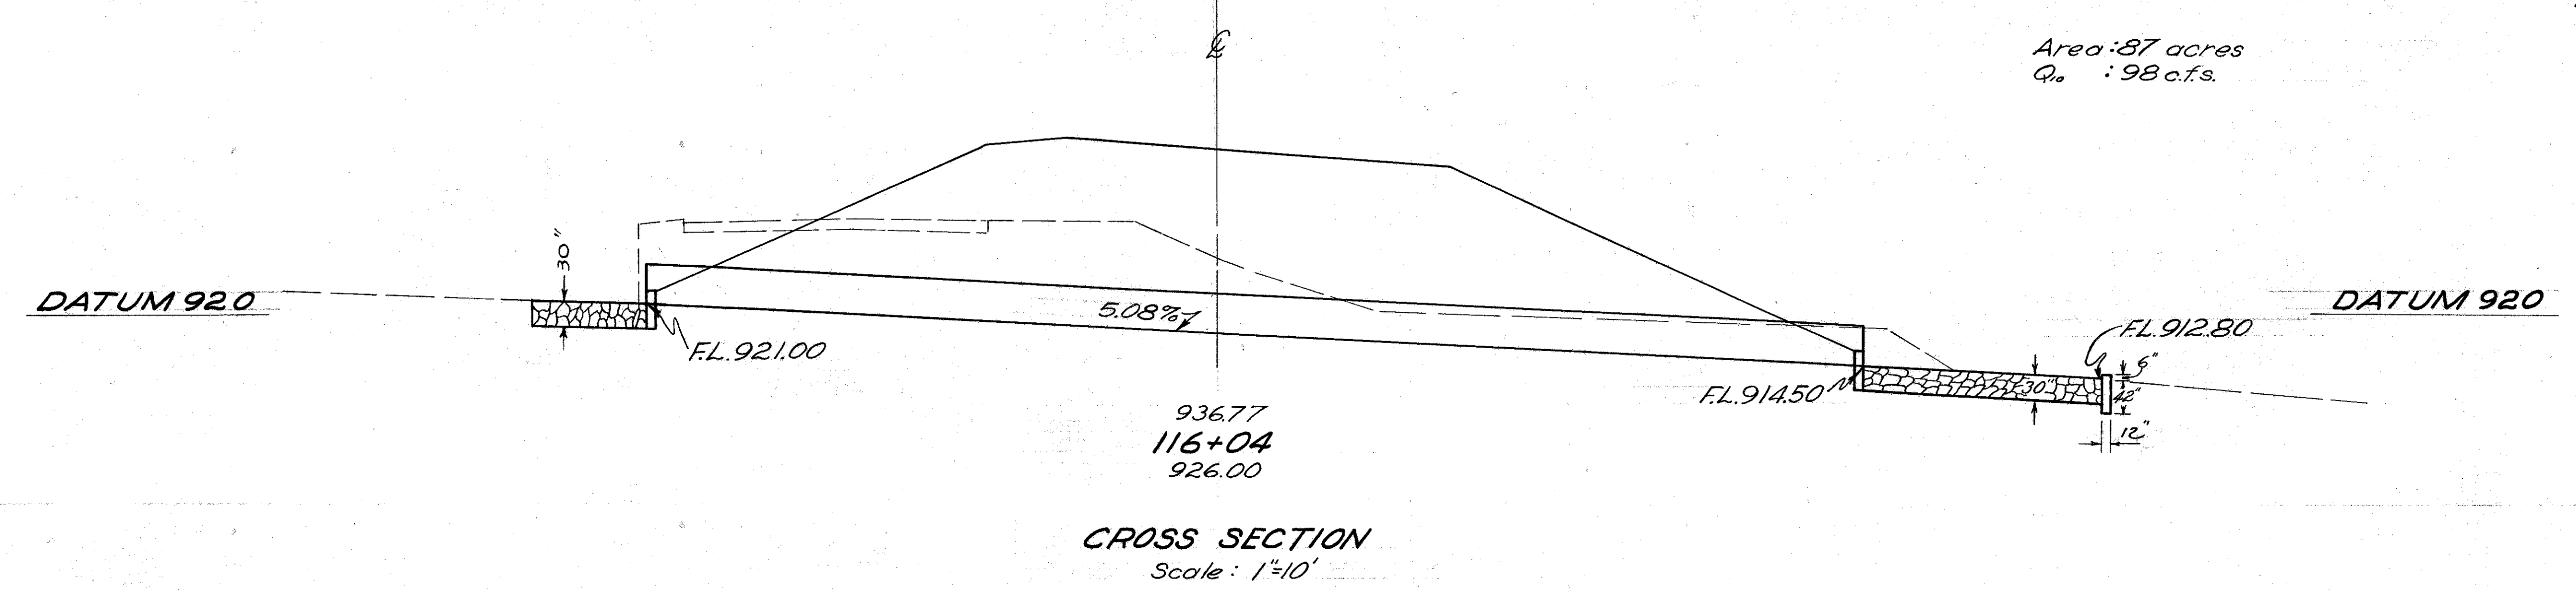 ℄
Area : 87 acres
Q₁₀ : 98 c.f.s.
30"
DATUM 920
DATUM 920
5.08%
F.L. 912.80
F.L. 921.00
6"
30"
F.L. 914.50
42"
936.77
12"
116+04
926.00
CROSS SECTION
Scale : 1"=10'